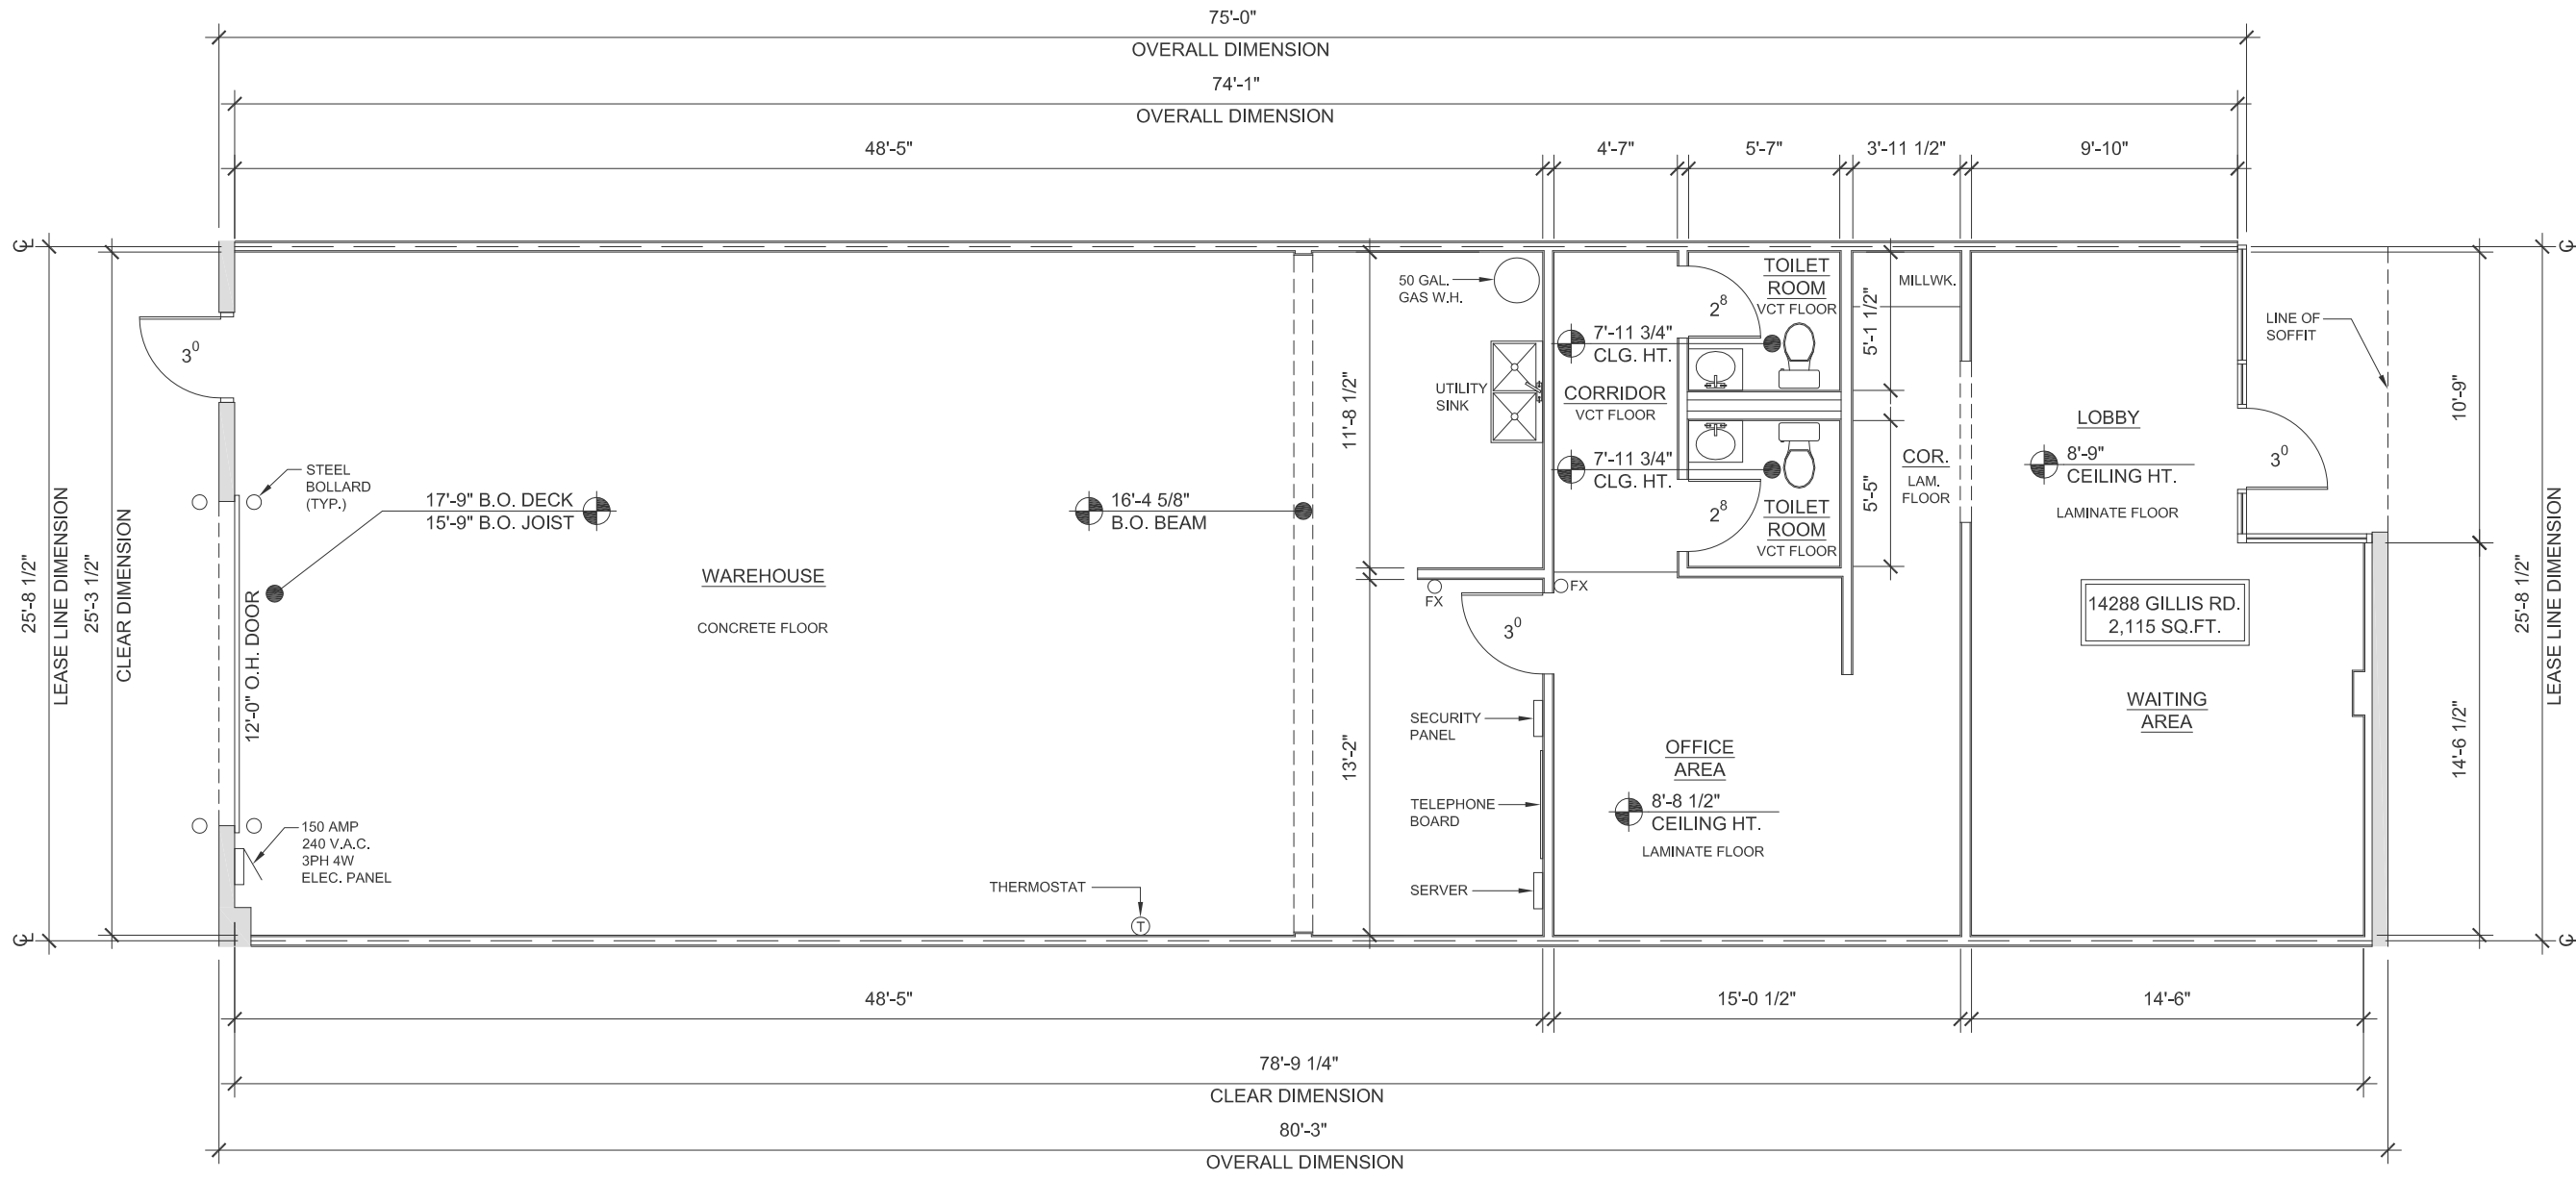 75'-0"
OVERALL DIMENSION
74'-1"
OVERALL DIMENSION
48'-5"
4'-7"
5'-7"
3'-11 1/2"
9'-10"
25'-8 1/2"
LEASE LINE DIMENSION
25'-3 1/2"
CLEAR DIMENSION
3⁰
STEEL
BOLLARD
(TYP.)
17'-9" B.O. DECK
15'-9" B.O. JOIST
12'-0" O.H. DOOR
150 AMP
240 V.A.C.
3PH 4W
ELEC. PANEL
WAREHOUSE
CONCRETE FLOOR
16'-4 5/8"
B.O. BEAM
THERMOSTAT
T
50 GAL.
GAS W.H.
UTILITY
SINK
11'-8 1/2"
13'-2"
FX
FX
3⁰
SECURITY
PANEL
TELEPHONE
BOARD
SERVER
7'-11 3/4"
CLG. HT.
CORRIDOR
VCT FLOOR
7'-11 3/4"
CLG. HT.
TOILET
ROOM
VCT FLOOR
2⁸
2⁸
TOILET
ROOM
VCT FLOOR
5'-1 1/2"
5'-5"
MILLWK.
COR.
LAM.
FLOOR
OFFICE
AREA
8'-8 1/2"
CEILING HT.
LAMINATE FLOOR
LOBBY
8'-9"
CEILING HT.
LAMINATE FLOOR
3⁰
LINE OF
SOFFIT
14288 GILLIS RD.
2,115 SQ.FT.
WAITING
AREA
10'-9"
14'-6 1/2"
25'-8 1/2"
LEASE LINE DIMENSION
48'-5"
15'-0 1/2"
14'-6"
78'-9 1/4"
CLEAR DIMENSION
80'-3"
OVERALL DIMENSION